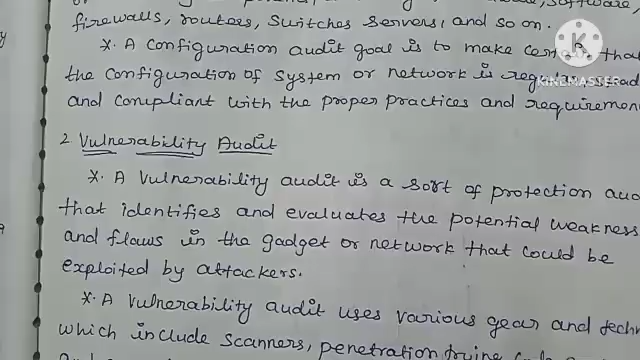 software,
firewalls, routers, switches servers, and so on.
*. A configuration audit goal is to make that
the configuration of system or network is
and compliant with the proper practices and
2. Vulnerability Audit
*. A vulnerability audit is a sort of protection
that identifies and evaluates the potential
and flaws in the gadget or network that could be
exploited by attackers.
*. A vulnerability audit uses various gear and
which include scanners, penetration
KINEMASTER